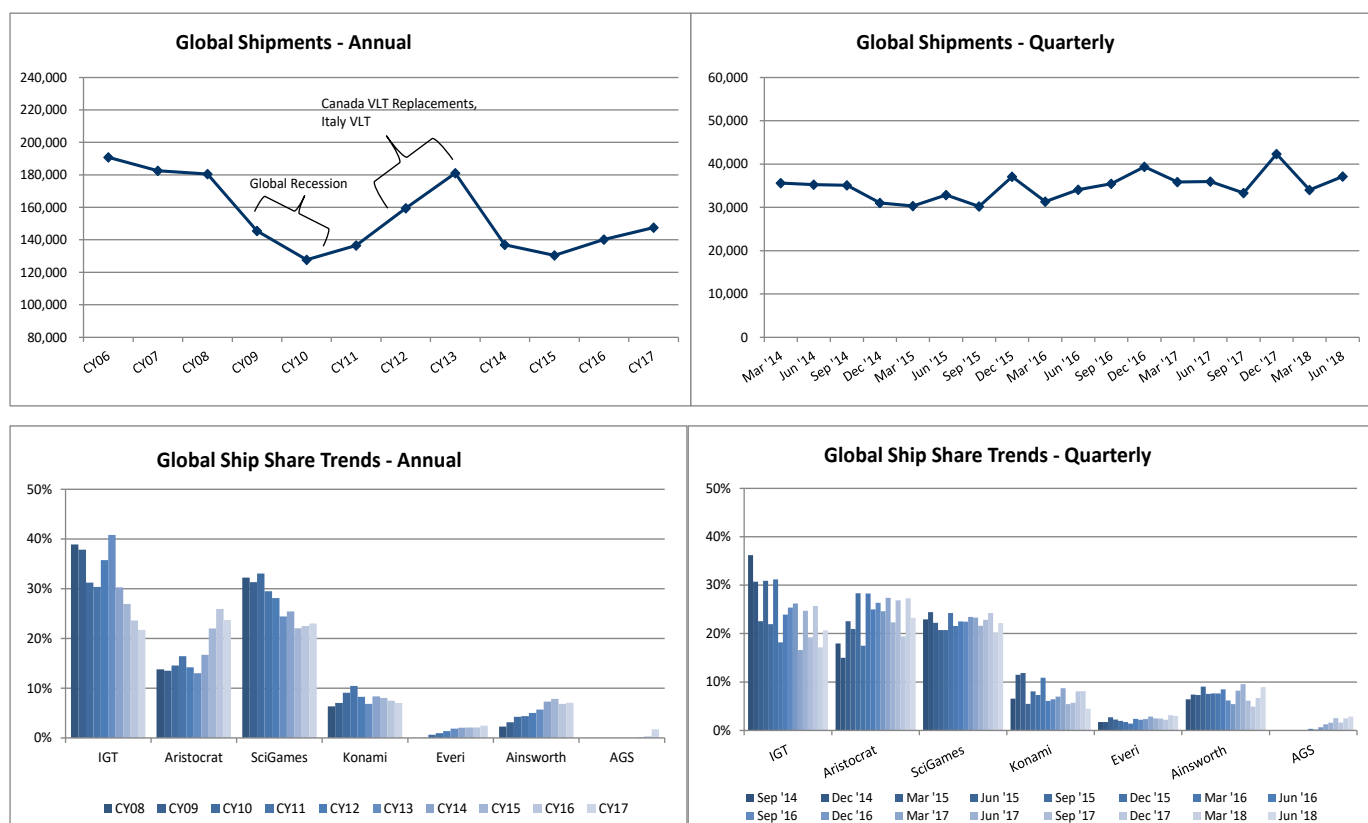 Global Shipments - Annual
240,000
220,000
200,000
180,000
160,000
140,000
120,000
100,000
80,000
Canada VLT Replacements,
Italy VLT
Global Recession
CY06 CY07 CY08 CY09 CY10 CY11 CY12 CY13 CY14 CY15 CY16 CY17
Global Shipments - Quarterly
60,000
50,000
40,000
30,000
20,000
10,000
0
Mar '14 Jun '14 Sep '14 Dec '14 Mar '15 Jun '15 Sep '15 Dec '15 Mar '16 Jun '16 Sep '16 Dec '16 Mar '17 Jun '17 Sep '17 Dec '17 Mar '18 Jun '18
Global Ship Share Trends - Annual
50%
40%
30%
20%
10%
0%
IGT Aristocrat SciGames Konami Everi Ainsworth AGS
CY08 CY09 CY10 CY11 CY12 CY13 CY14 CY15 CY16 CY17
Global Ship Share Trends - Quarterly
50%
40%
30%
20%
10%
0%
IGT Aristocrat SciGames Konami Everi Ainsworth AGS
Sep '14 Dec '14 Mar '15 Jun '15 Sep '15 Dec '15 Mar '16 Jun '16
Sep '16 Dec '16 Mar '17 Jun '17 Sep '17 Dec '17 Mar '18 Jun '18